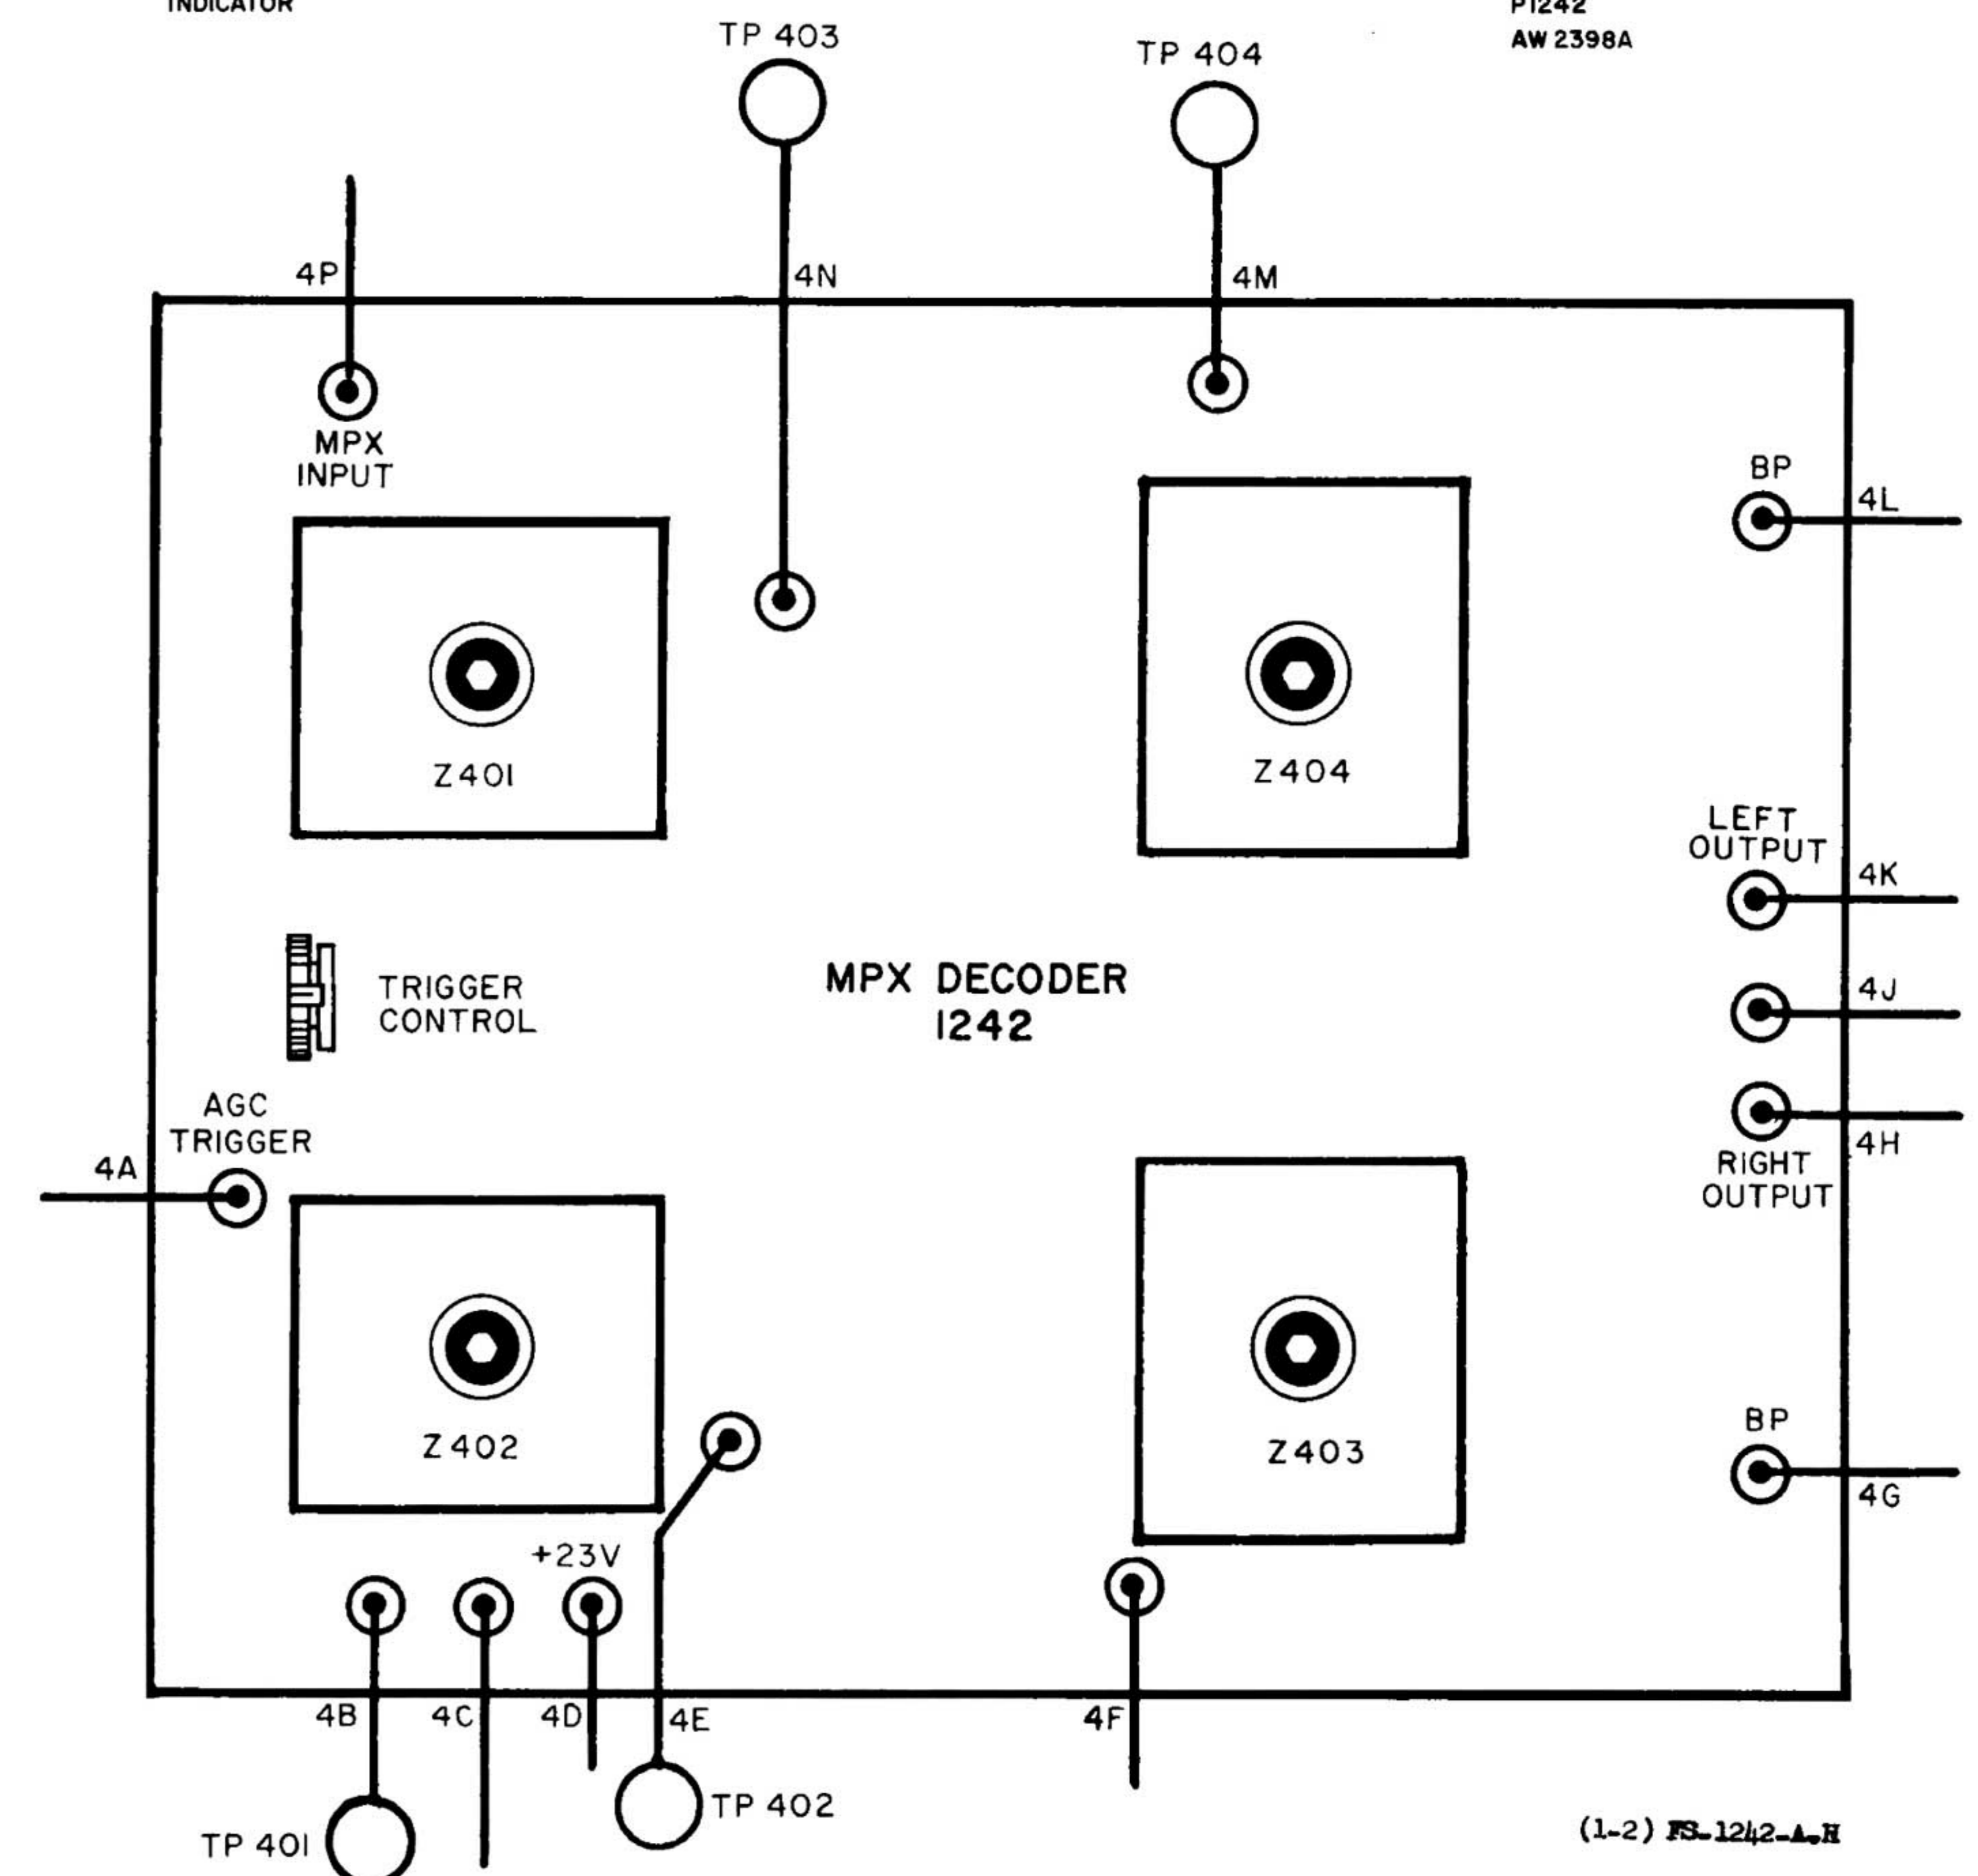 INDICATOR
P1242
AW 2398A
TP 403
TP 404
4P
4N
4M
MPX
INPUT
BP
4L
Z401
Z404
LEFT
OUTPUT
4K
TRIGGER
CONTROL
MPX DECODER
1242
4J
AGC
TRIGGER
4A
4H
RIGHT
OUTPUT
Z402
Z403
BP
4G
+23V
4B
4C
4D
4E
4F
TP 401
TP 402
(1-2) FS-1242-A-H